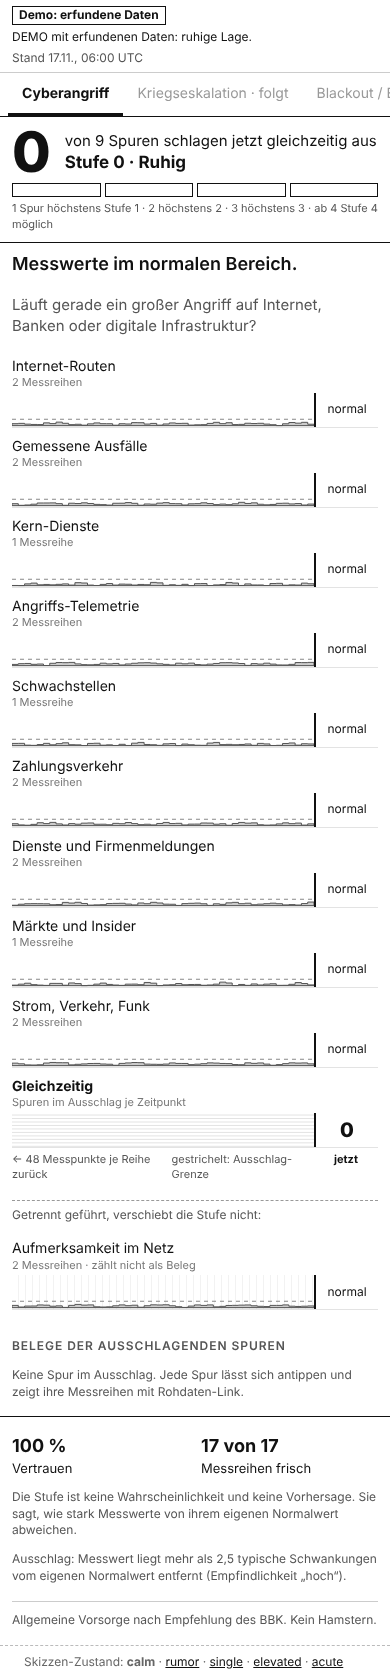 Demo: erfundene Daten
DEMO mit erfundenen Daten: ruhige Lage.
Stand 17.11., 06:00 UTC
Cyberangriff Kriegseskalation · folgt Blackout /
0 von 9 Spuren schlagen jetzt gleichzeitig aus
Stufe 0 · Ruhig
1 Spur höchstens Stufe 1 · 2 höchstens 2 · 3 höchstens 3 · ab 4 Stufe 4
möglich
Messwerte im normalen Bereich.
Läuft gerade ein großer Angriff auf Internet,
Banken oder digitale Infrastruktur?
Internet-Routen
2 Messreihen
normal
Gemessene Ausfälle
2 Messreihen
normal
Kern-Dienste
1 Messreihe
normal
Angriffs-Telemetrie
2 Messreihen
normal
Schwachstellen
1 Messreihe
normal
Zahlungsverkehr
2 Messreihen
normal
Dienste und Firmenmeldungen
2 Messreihen
normal
Märkte und Insider
1 Messreihe
normal
Strom, Verkehr, Funk
2 Messreihen
normal
Gleichzeitig
Spuren im Ausschlag je Zeitpunkt
0
← 48 Messpunkte je Reihe
zurück
gestrichelt: Ausschlag-
Grenze
jetzt
Getrennt geführt, verschiebt die Stufe nicht:
Aufmerksamkeit im Netz
2 Messreihen · zählt nicht als Beleg
normal
BELEGE DER AUSSCHLAGENDEN SPUREN
Keine Spur im Ausschlag. Jede Spur lässt sich antippen und
zeigt ihre Messreihen mit Rohdaten-Link.
100 %
Vertrauen
17 von 17
Messreihen frisch
Die Stufe ist keine Wahrscheinlichkeit und keine Vorhersage. Sie
sagt, wie stark Messwerte von ihrem eigenen Normalwert
abweichen.
Ausschlag: Messwert liegt mehr als 2,5 typische Schwankungen
vom eigenen Normalwert entfernt (Empfindlichkeit „hoch“).
Allgemeine Vorsorge nach Empfehlung des BBK. Kein Hamstern.
Skizzen-Zustand: calm · rumor · single · elevated · acute